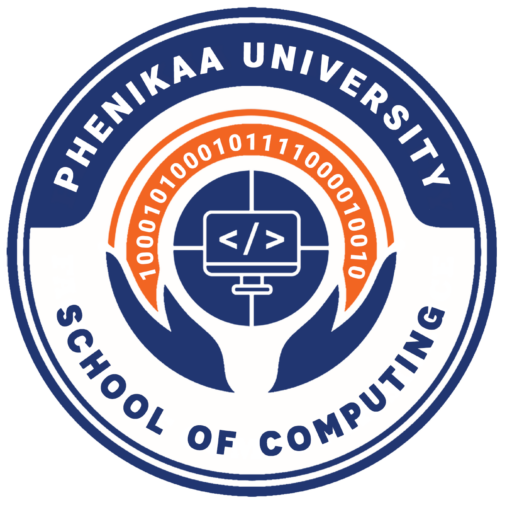 PHENIKAA UNIVERSITY
1000101000101111000010010
</>
SCHOOL OF COMPUTING